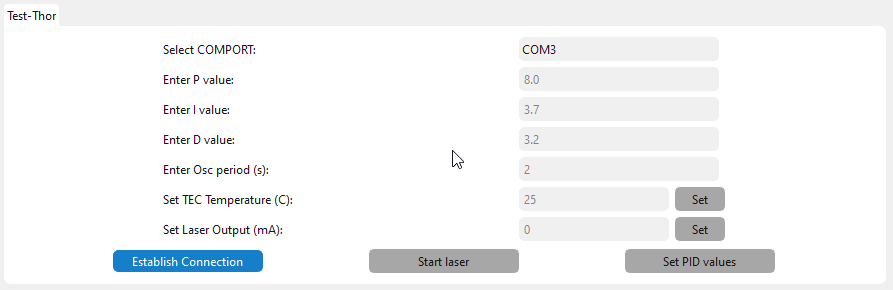 Test-Thor
Select COMPORT: COM3
Enter P value: 8.0
Enter I value: 3.7
Enter D value: 3.2
Enter Osc period (s): 2
Set TEC Temperature (C): 25 Set
Set Laser Output (mA): 0 Set
Establish Connection Start laser Set PID values